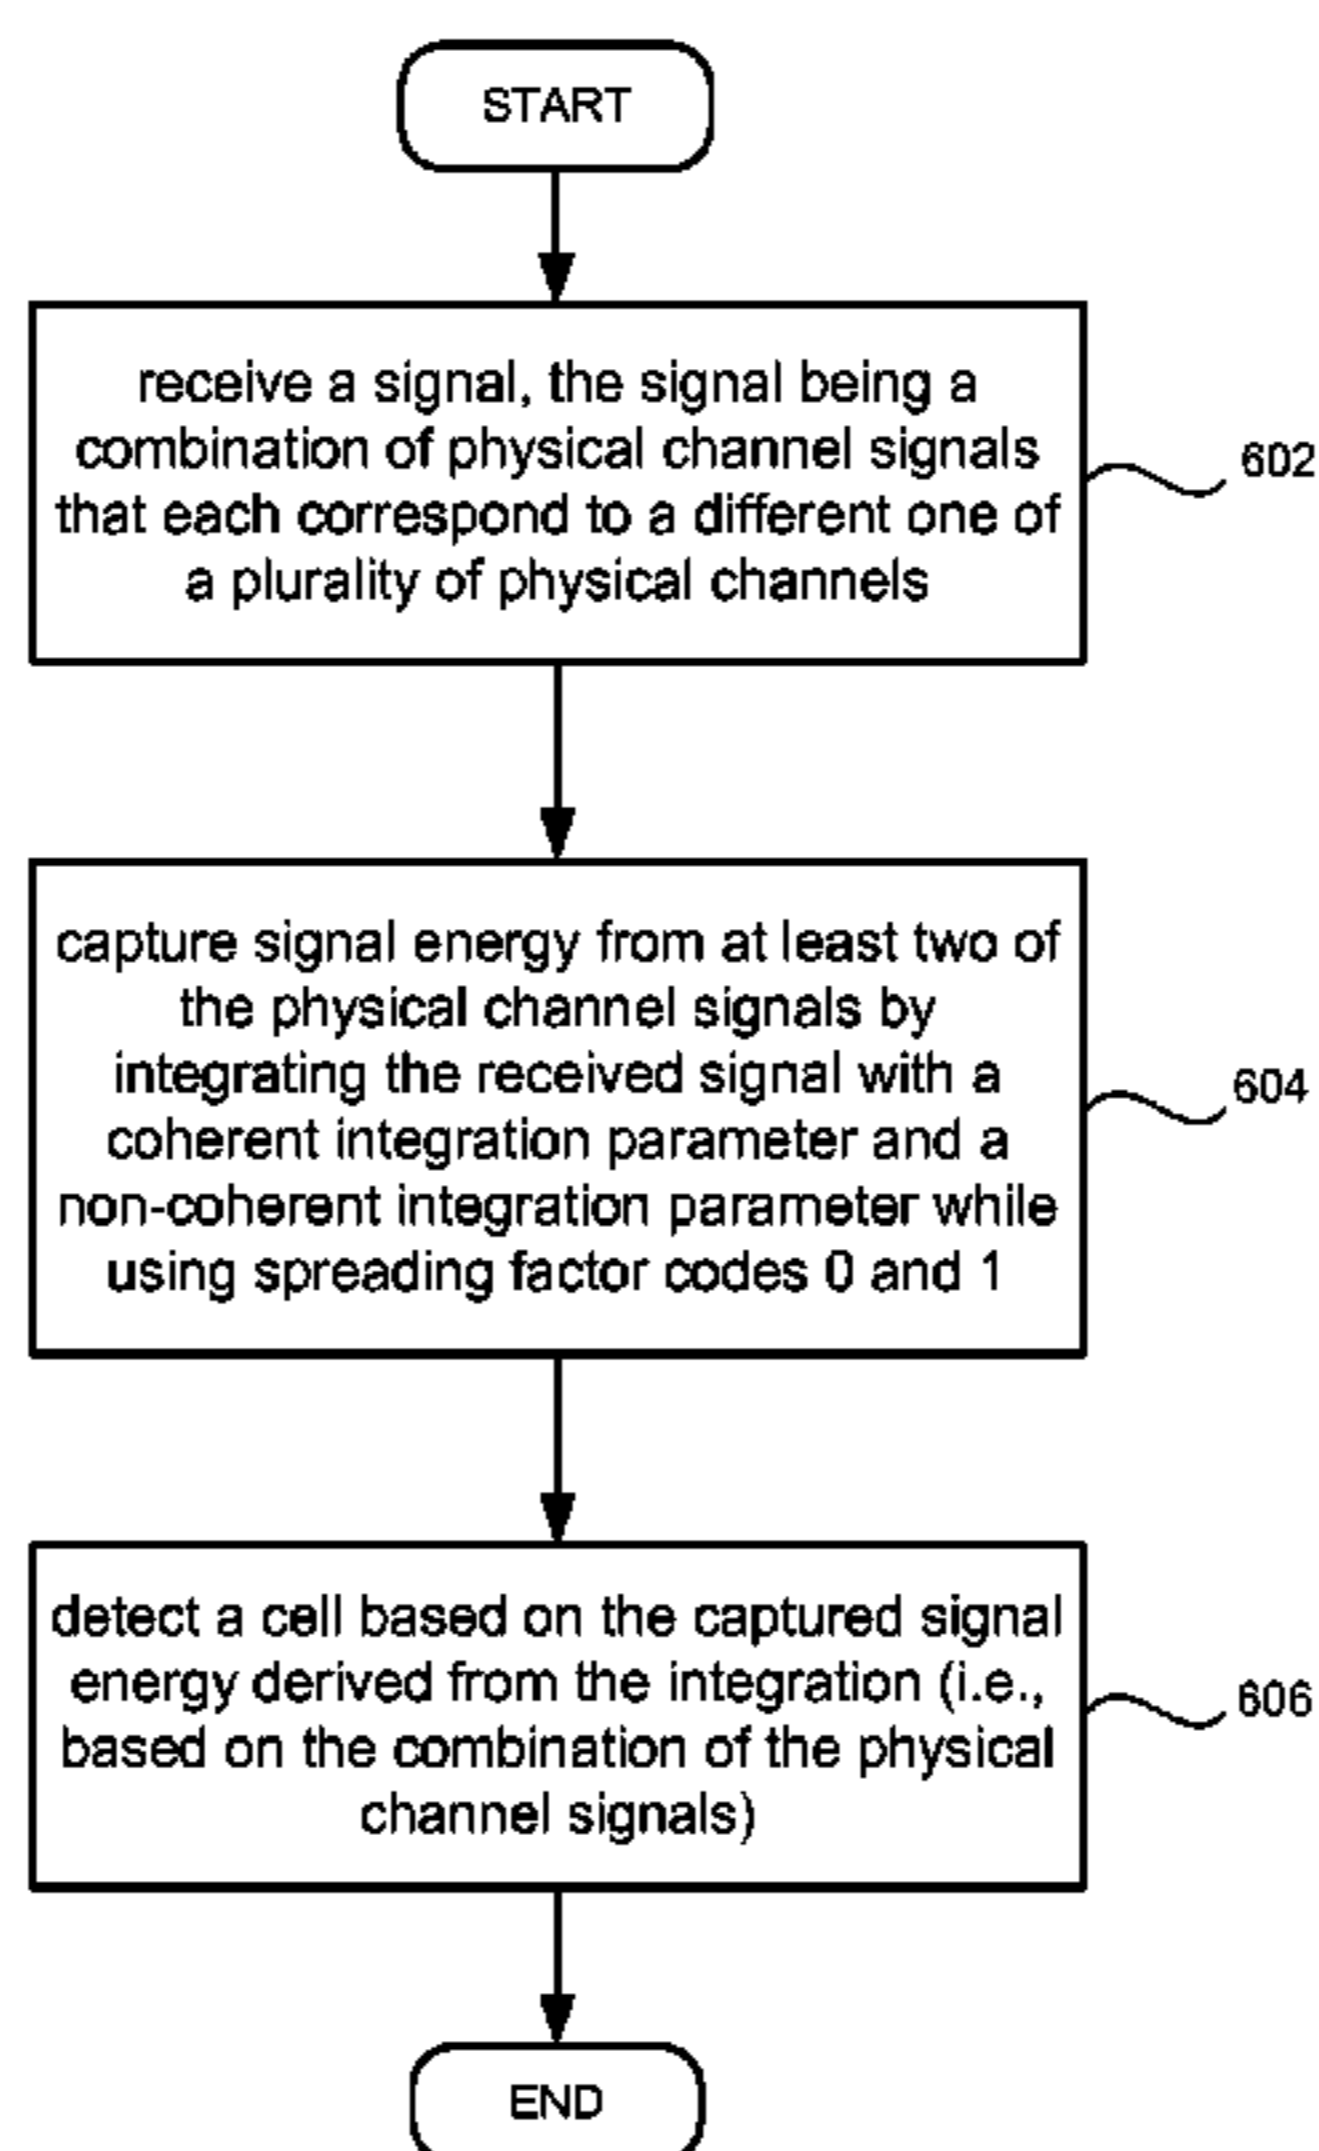 START
receive a signal, the signal being a
combination of physical channel signals
that each correspond to a different one of
a plurality of physical channels
602
capture signal energy from at least two of
the physical channel signals by
integrating the received signal with a
coherent integration parameter and a
non-coherent integration parameter while
using spreading factor codes 0 and 1
604
detect a cell based on the captured signal
energy derived from the integration (i.e.,
based on the combination of the physical
channel signals)
606
END